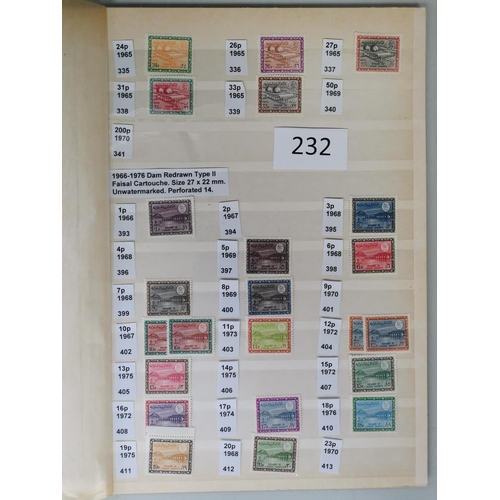 24p
1965
335
26p
1965
336
27p
1965
337
31p
1965
338
33p
1965
339
50p
1969
340
200p
1970
341
232
1966-1976 Dam Redrawn Type II
Faisal Cartouche. Size 27 x 22 mm.
Unwatermarked. Perforated 14.
1p
1966
393
2p
1967
394
3p
1968
395
4p
1968
396
5p
1969
397
6p
1968
398
7p
1968
399
8p
1969
400
9p
1970
401
10p
1967
402
11p
1973
403
12p
1972
404
13p
1975
405
14p
1975
406
15p
1972
407
16p
1972
408
17p
1974
409
18p
1976
410
19p
1975
411
20p
1968
412
23p
1970
413